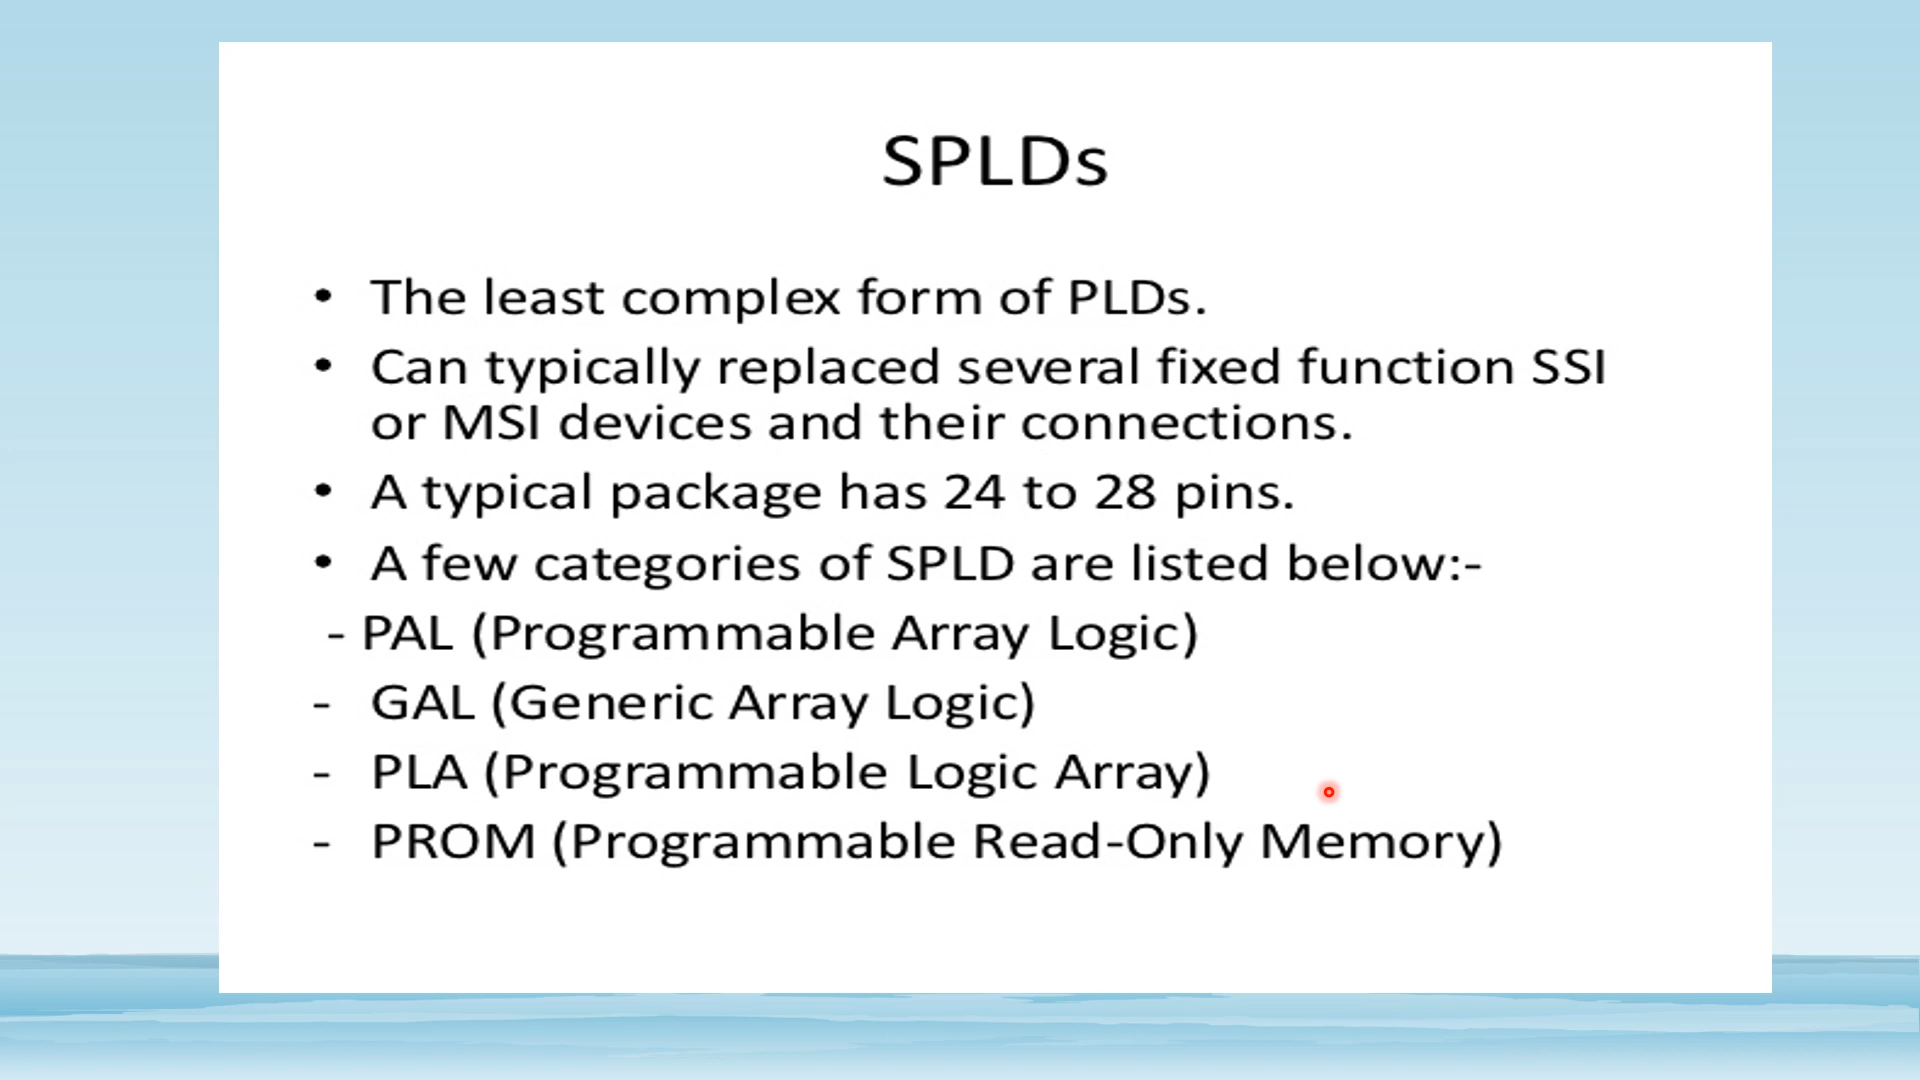 SPLDs
• The least complex form of PLDs.
• Can typically replaced several fixed function SSI
or MSI devices and their connections.
• A typical package has 24 to 28 pins.
• A few categories of SPLD are listed below:-
- PAL (Programmable Array Logic)
- GAL (Generic Array Logic)
- PLA (Programmable Logic Array)
- PROM (Programmable Read-Only Memory)